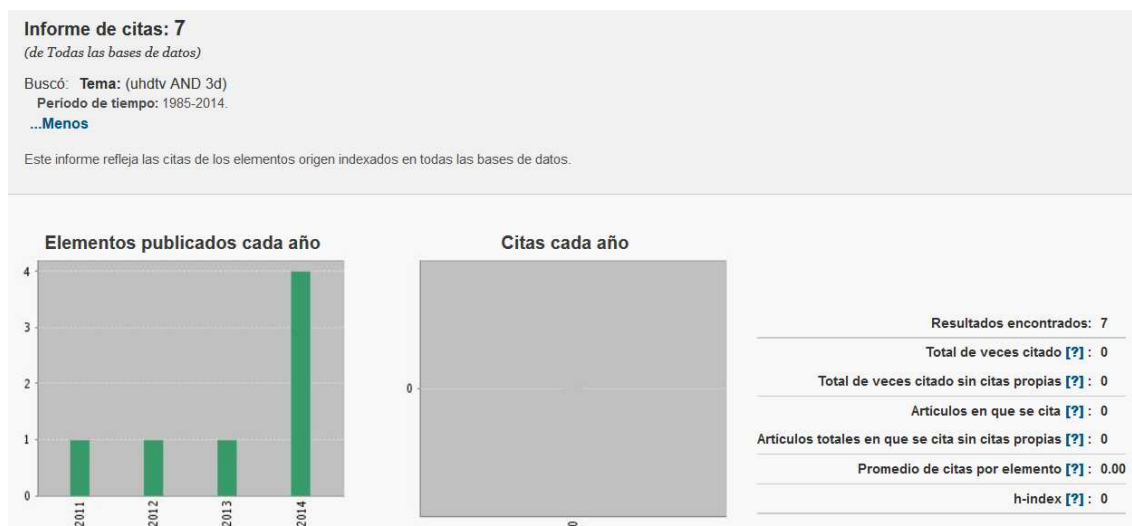 Informe de citas: 7
(de Todas las bases de datos)
Buscó: Tema: (uhdtv AND 3d)
Período de tiempo: 1985-2014.
...Menos
Este informe refleja las citas de los elementos origen indexados en todas las bases de datos.
Elementos publicados cada año
4
3
2
1
0
2011
2012
2013
2014
Citas cada año
0
0
Resultados encontrados: 7
Total de veces citado [?] : 0
Total de veces citado sin citas propias [?] : 0
Artículos en que se cita [?] : 0
Artículos totales en que se cita sin citas propias [?] : 0
Promedio de citas por elemento [?] : 0.00
h-index [?] : 0